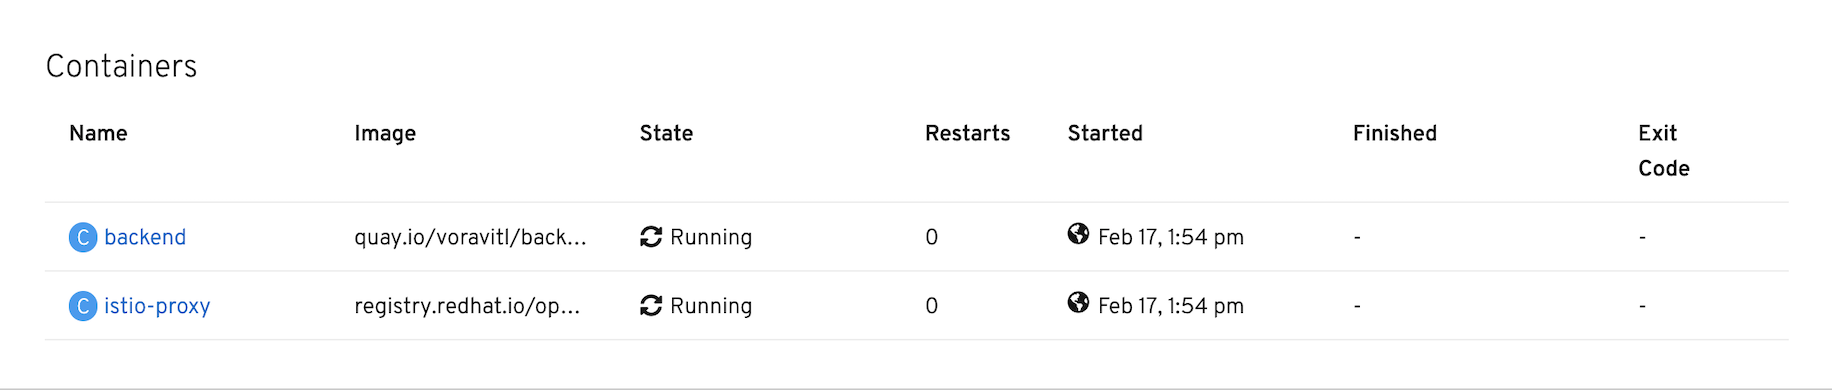 Containers
Name Image State Restarts Started Finished Exit Code
C backend quay.io/voravitl/back... Running 0 Feb 17, 1:54 pm - -
C istio-proxy registry.redhat.io/op... Running 0 Feb 17, 1:54 pm - -